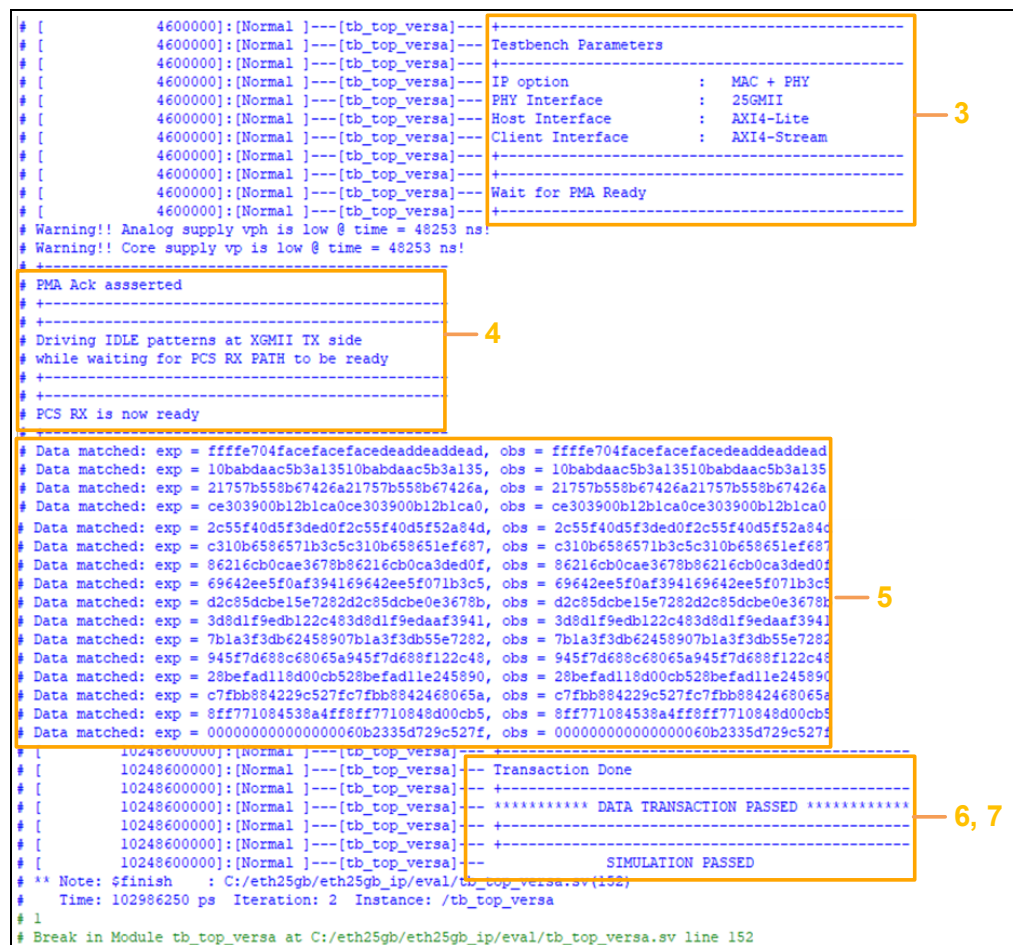 # [ 4600000]:[Normal ]---[tb_top_versa]--- +-----------------------------------------------
# [ 4600000]:[Normal ]---[tb_top_versa]--- Testbench Parameters
# [ 4600000]:[Normal ]---[tb_top_versa]--- +-----------------------------------------------
# [ 4600000]:[Normal ]---[tb_top_versa]--- IP option : MAC + PHY
# [ 4600000]:[Normal ]---[tb_top_versa]--- PHY Interface : 25GMII
# [ 4600000]:[Normal ]---[tb_top_versa]--- Host Interface : AXI4-Lite
3
# [ 4600000]:[Normal ]---[tb_top_versa]--- Client Interface : AXI4-Stream
# [ 4600000]:[Normal ]---[tb_top_versa]--- +-----------------------------------------------
# [ 4600000]:[Normal ]---[tb_top_versa]--- +-----------------------------------------------
# [ 4600000]:[Normal ]---[tb_top_versa]--- Wait for PMA Ready
# [ 4600000]:[Normal ]---[tb_top_versa]--- +-----------------------------------------------
# Warning!! Analog supply vph is low @ time = 48253 ns!
# Warning!! Core supply vp is low @ time = 48253 ns!
# +-----------------------------------------------
# PMA Ack assserted
# +-----------------------------------------------
# +-----------------------------------------------
# Driving IDLE patterns at XGMII TX side
4
# while waiting for PCS RX PATH to be ready
# +-----------------------------------------------
# +-----------------------------------------------
# PCS RX is now ready
# +-----------------------------------------------
# Data matched: exp = ffffe704facefacefacedeaddeaddead, obs = ffffe704facefacefacedeaddeaddead
# Data matched: exp = 10babdaac5b3a13510babdaac5b3a135, obs = 10babdaac5b3a13510babdaac5b3a135
# Data matched: exp = 21757b558b67426a21757b558b67426a, obs = 21757b558b67426a21757b558b67426a
# Data matched: exp = ce303900b12b1ca0ce303900b12b1ca0, obs = ce303900b12b1ca0ce303900b12b1ca0
# Data matched: exp = 2c55f40d5f3ded0f2c55f40d5f52a84d, obs = 2c55f40d5f3ded0f2c55f40d5f52a84d
# Data matched: exp = c310b6586571b3c5c310b658651ef687, obs = c310b6586571b3c5c310b658651ef687
# Data matched: exp = 86216cb0cae3678b86216cb0ca3ded0f, obs = 86216cb0cae3678b86216cb0ca3ded0f
# Data matched: exp = 69642ee5f0af394169642ee5f071b3c5, obs = 69642ee5f0af394169642ee5f071b3c5
# Data matched: exp = d2c85dcbe15e7282d2c85dcbe0e3678b, obs = d2c85dcbe15e7282d2c85dcbe0e3678b
5
# Data matched: exp = 3d8d1f9edb122c483d8d1f9edaaf3941, obs = 3d8d1f9edb122c483d8d1f9edaaf3941
# Data matched: exp = 7b1a3f3db62458907b1a3f3db55e7282, obs = 7b1a3f3db62458907b1a3f3db55e7282
# Data matched: exp = 945f7d688c68065a945f7d688f122c48, obs = 945f7d688c68065a945f7d688f122c48
# Data matched: exp = 28befad118d00cb528befad11e245890, obs = 28befad118d00cb528befad11e245890
# Data matched: exp = c7fbb884229c527fc7fbb8842468065a, obs = c7fbb884229c527fc7fbb8842468065a
# Data matched: exp = 8ff771084538a4ff8ff7710848d00cb5, obs = 8ff771084538a4ff8ff7710848d00cb5
# Data matched: exp = 000000000000000060b2335d729c527f, obs = 000000000000000060b2335d729c527f
# [ 10248600000]:[Normal ]---[tb_top_versa]--- +-----------------------------------------------
# [ 10248600000]:[Normal ]---[tb_top_versa]--- Transaction Done
# [ 10248600000]:[Normal ]---[tb_top_versa]--- +-----------------------------------------------
# [ 10248600000]:[Normal ]---[tb_top_versa]--- *********** DATA TRANSACTION PASSED ************
6, 7
# [ 10248600000]:[Normal ]---[tb_top_versa]--- +-----------------------------------------------
# [ 10248600000]:[Normal ]---[tb_top_versa]--- +-----------------------------------------------
# [ 10248600000]:[Normal ]---[tb_top_versa]--- SIMULATION PASSED
# ** Note: $finish : C:/eth25gb/eth25gb_ip/eval/tb_top_versa.sv(152)
# Time: 102986250 ps Iteration: 2 Instance: /tb_top_versa
# 1
# Break in Module tb_top_versa at C:/eth25gb/eth25gb_ip/eval/tb_top_versa.sv line 152